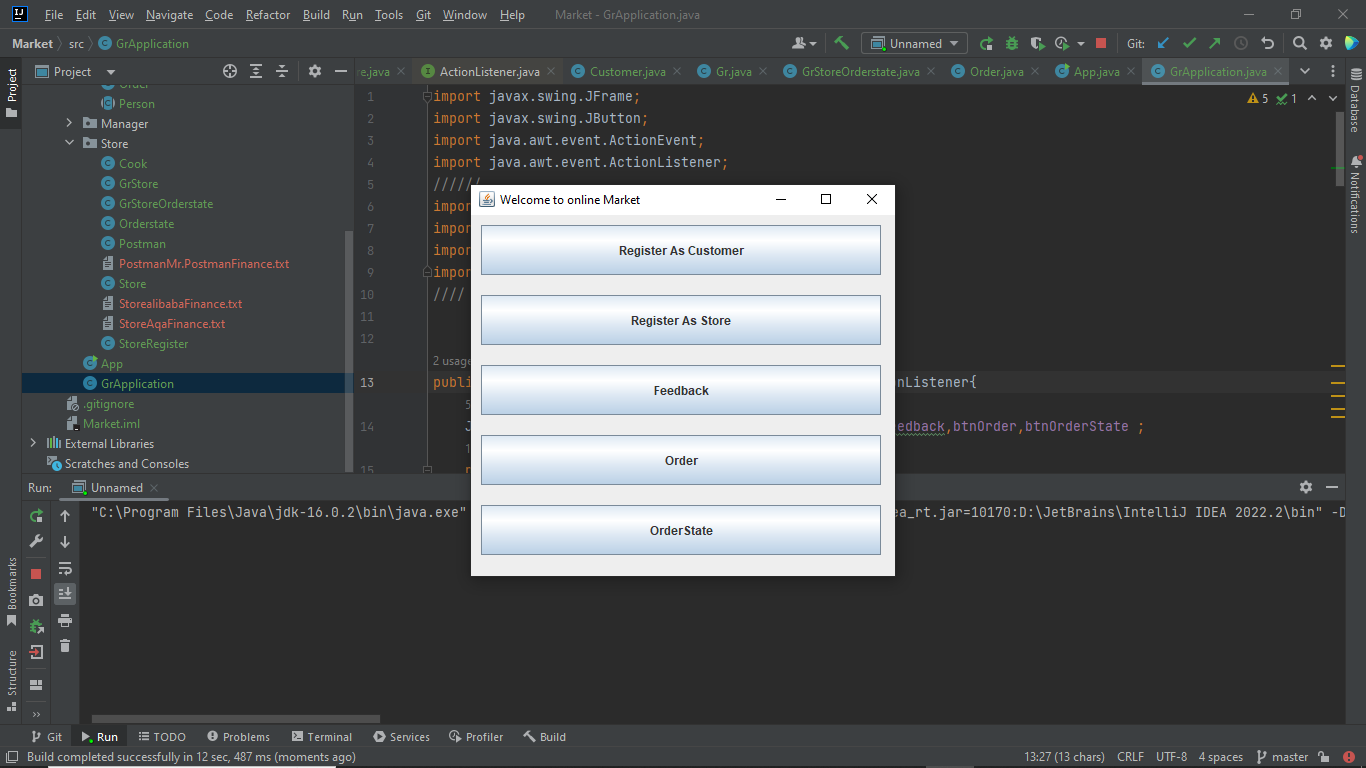 File Edit View Navigate Code Refactor Build Run Tools Git Window Help Market - GrApplication.java
Market src GrApplication Unnamed Git:
Project
Project
re.java ActionListener.java Customer.java Gr.java GrStoreOrderstate.java Order.java App.java GrApplication.java
Order
Person
Manager
Store
Cook
GrStore
GrStoreOrderstate
Orderstate
Postman
PostmanMr.PostmanFinance.txt
Store
StorealibabaFinance.txt
StoreAqaFinance.txt
StoreRegister
App
GrApplication
.gitignore
Market.iml
External Libraries
Scratches and Consoles
1 import javax.swing.JFrame;
2 import javax.swing.JButton;
3 import java.awt.event.ActionEvent;
4 import java.awt.event.ActionListener;
5 //////
6 impor
7 impor
8 impor
9 impor
10 ////
11
12
2 usage
13 publi onListener{
5
14 J eedback,btnOrder,btnOrderState ;
1
15
5 1
Database
Notifications
Welcome to online Market
Register As Customer
Register As Store
Feedback
Order
OrderState
Run: Unnamed
"C:\Program Files\Java\jdk-16.0.2\bin\java.exe" ea_rt.jar=10170:D:\JetBrains\IntelliJ IDEA 2022.2\bin" -D
Bookmarks
Structure
Git Run TODO Problems Terminal Services Profiler Build
Build completed successfully in 12 sec, 487 ms (moments ago) 13:27 (13 chars) CRLF UTF-8 4 spaces master